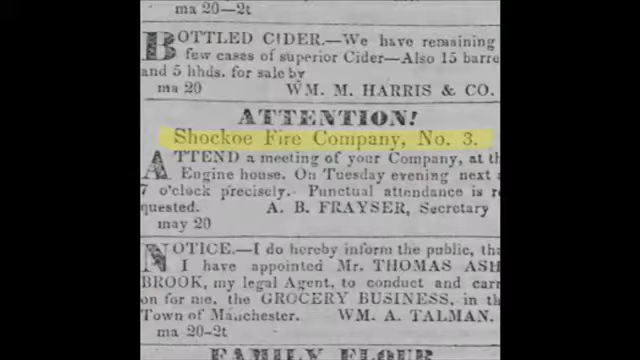 ma 20—2t
BOTTLED CIDER.—We have remaining
few cases of superior Cider—Also 15 barre
and 5 hhds. for sale by
ma 20 WM. M. HARRIS & CO.
ATTENTION!
Shockoe Fire Company, No. 3.
ATTEND a meeting of your Company, at th
Engine house. On Tuesday evening next a
7 o'clock precisely. Punctual attendance is re
quested. A. B. FRAYSER, Secretary
may 20
NOTICE.—I do hereby inform the public, tha
I have appointed Mr. THOMAS ASH
BROOK, my legal Agent, to conduct and carr
on for me, the GROCERY BUSINESS, in th
Town of Manchester. WM. A. TALMAN.
ma 20-2t
FAMILY FLOUR